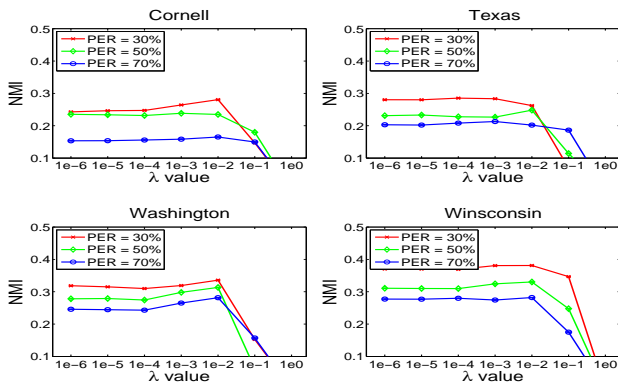 Cornell
0.5
0.4
0.3
0.2
0.1
NMI
PER = 30%
PER = 50%
PER = 70%
1e−6 1e−5 1e−4 1e−3 1e−2 1e−1 1e0
λ value
Texas
0.5
0.4
0.3
0.2
0.1
NMI
PER = 30%
PER = 50%
PER = 70%
1e−6 1e−5 1e−4 1e−3 1e−2 1e−1 1e0
λ value
Washington
0.5
0.4
0.3
0.2
0.1
NMI
PER = 30%
PER = 50%
PER = 70%
1e−6 1e−5 1e−4 1e−3 1e−2 1e−1 1e0
λ value
Winsconsin
0.5
0.4
0.3
0.2
0.1
NMI
PER = 30%
PER = 50%
PER = 70%
1e−6 1e−5 1e−4 1e−3 1e−2 1e−1 1e0
λ value